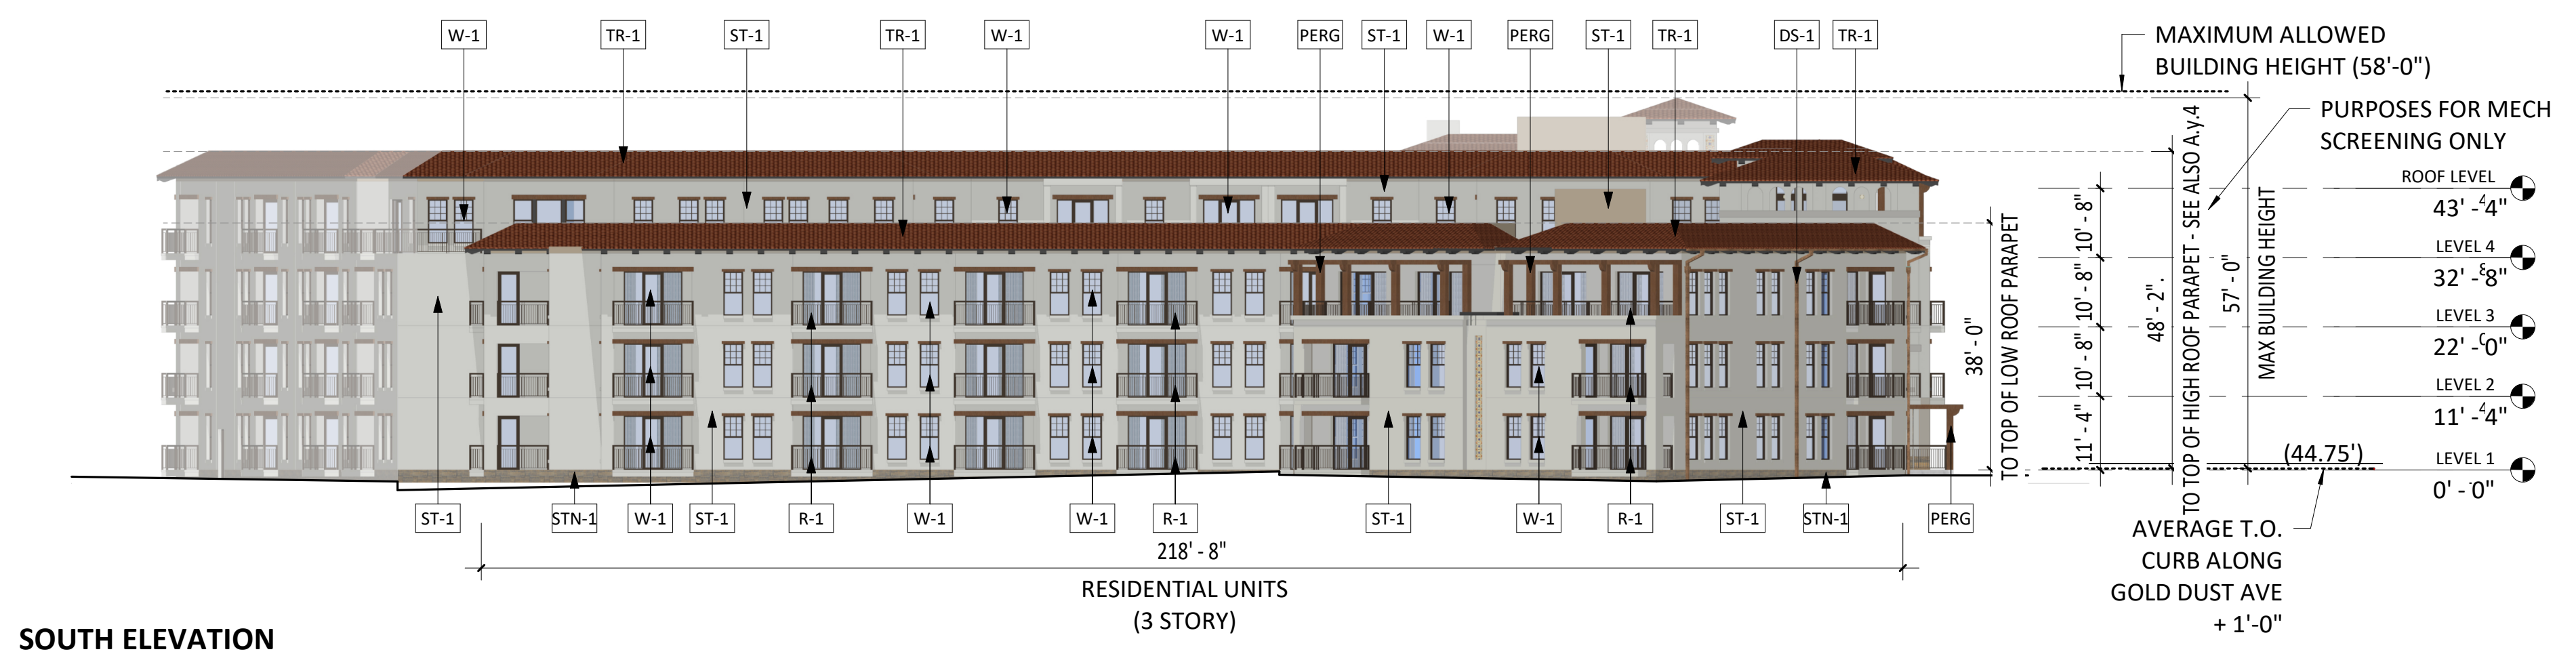 W-1 TR-1 ST-1 TR-1 W-1 W-1 PERG ST-1 W-1 PERG ST-1 TR-1 DS-1 TR-1
MAXIMUM ALLOWED
BUILDING HEIGHT (58'-0")
PURPOSES FOR MECH
SCREENING ONLY
ROOF LEVEL
43' - 4"
LEVEL 4
32' - 8"
LEVEL 3
22' - 0"
LEVEL 2
11' - 4"
LEVEL 1
0' - 0"
(44.75')
38' - 0"
TO TOP OF LOW ROOF PARAPET
10' - 8"
10' - 8"
10' - 8"
11' - 4"
48' - 2".
TO TOP OF HIGH ROOF PARAPET - SEE ALSO A.y.4
57' - 0"
MAX BUILDING HEIGHT
ST-1 STN-1 W-1 ST-1 R-1 W-1 W-1 R-1 ST-1 W-1 R-1 ST-1 STN-1 PERG
218' - 8"
RESIDENTIAL UNITS
(3 STORY)
AVERAGE T.O.
CURB ALONG
GOLD DUST AVE
+ 1'-0"
SOUTH ELEVATION